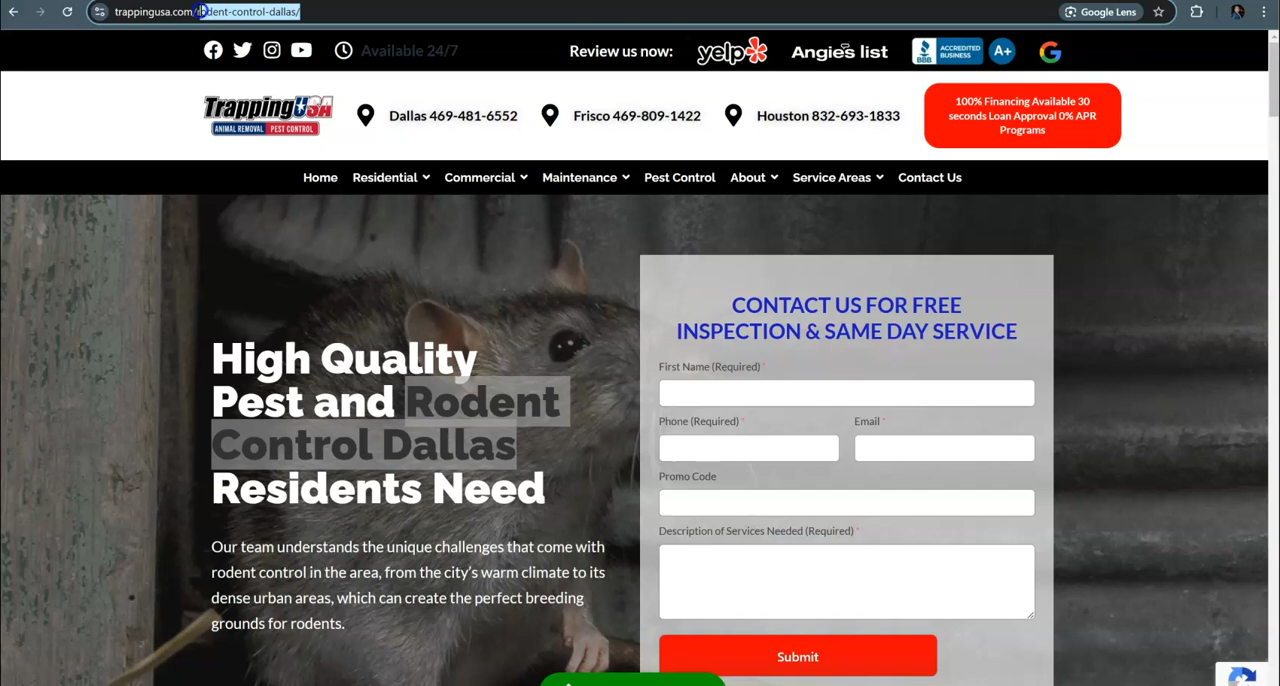 trappingusa.com/rodent-control-dallas/
Google Lens
Available 24/7
Review us now:
yelp
Angies list
BBB
ACCREDITED
BUSINESS
A+
G
TrappingUSA
ANIMAL REMOVAL PEST CONTROL
Dallas 469-481-6552
Frisco 469-809-1422
Houston 832-693-1833
100% Financing Available 30
seconds Loan Approval 0% APR
Programs
Home
Residential
Commercial
Maintenance
Pest Control
About
Service Areas
Contact Us
High Quality
Pest and Rodent
Control Dallas
Residents Need
Our team understands the unique challenges that come with
rodent control in the area, from the city’s warm climate to its
dense urban areas, which can create the perfect breeding
grounds for rodents.
CONTACT US FOR FREE
INSPECTION & SAME DAY SERVICE
First Name (Required) *
Phone (Required) *
Email *
Promo Code
Description of Services Needed (Required) *
Submit